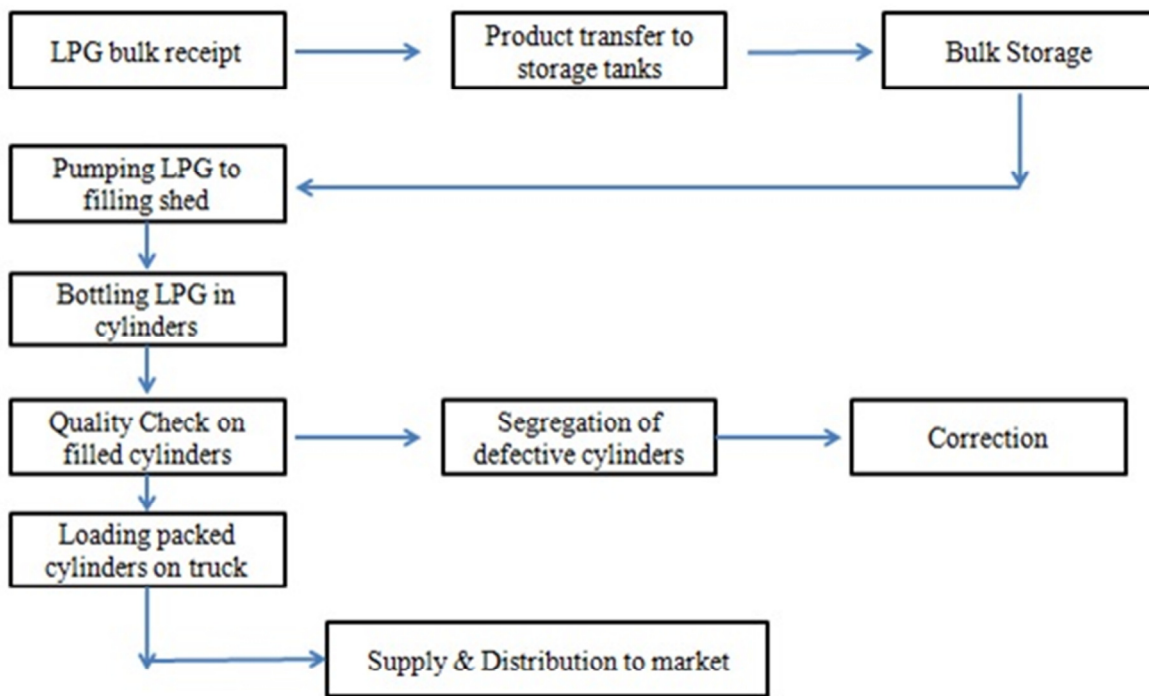 LPG bulk receipt
Product transfer to
storage tanks
Bulk Storage
Pumping LPG to
filling shed
Bottling LPG in
cylinders
Quality Check on
filled cylinders
Segregation of
defective cylinders
Correction
Loading packed
cylinders on truck
Supply & Distribution to market